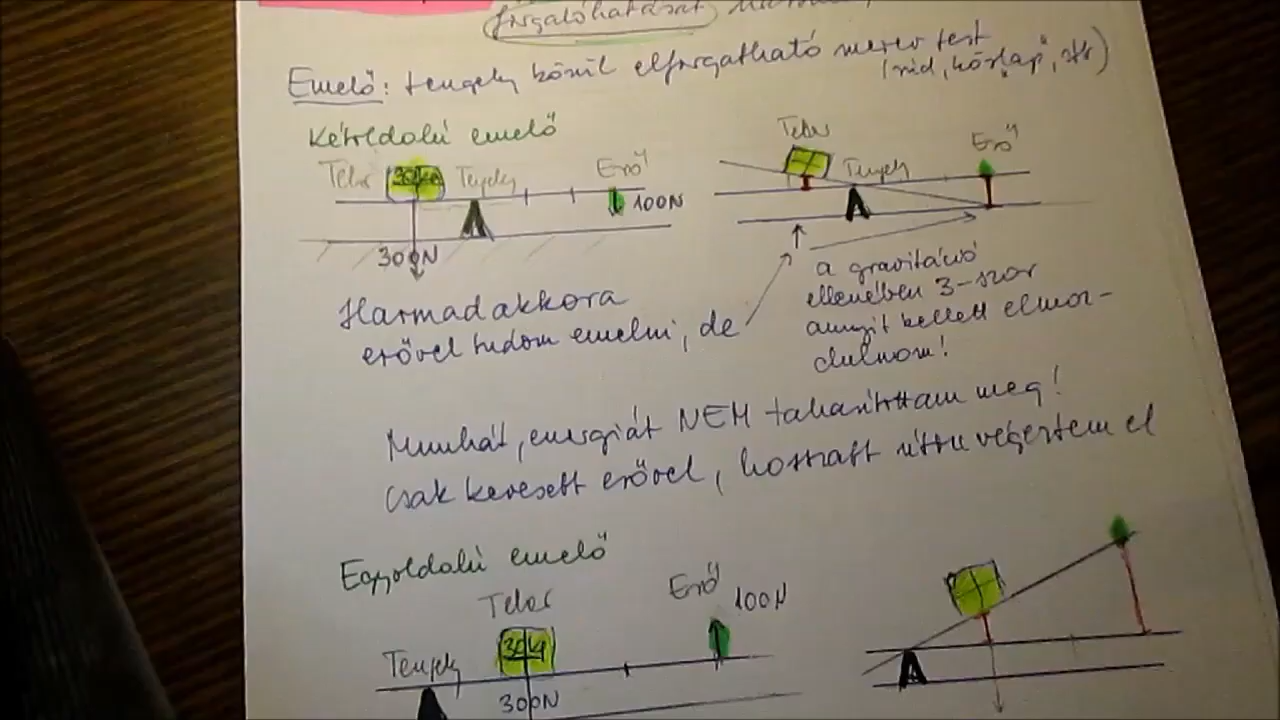 forgatóhatását
Emelő: tengely körül elforgatható merev test
(rúd, körlap, stb)
Kétoldalú emelő
Teher 30kg Tengely Erő
100N
300N
Teher
Tengely Erő
Harmadakkora
erővel tudom emelni, de
a gravitáció
ellenében 3-szor
annyit kellett elmoz-
dulnom!
Munkát, energiát NEM takarítottam meg!
Csak kevesebb erővel, hosszabb úton végeztem el
Egyoldalú emelő
Teher
Erő 100N
Tengely 30kg
300N